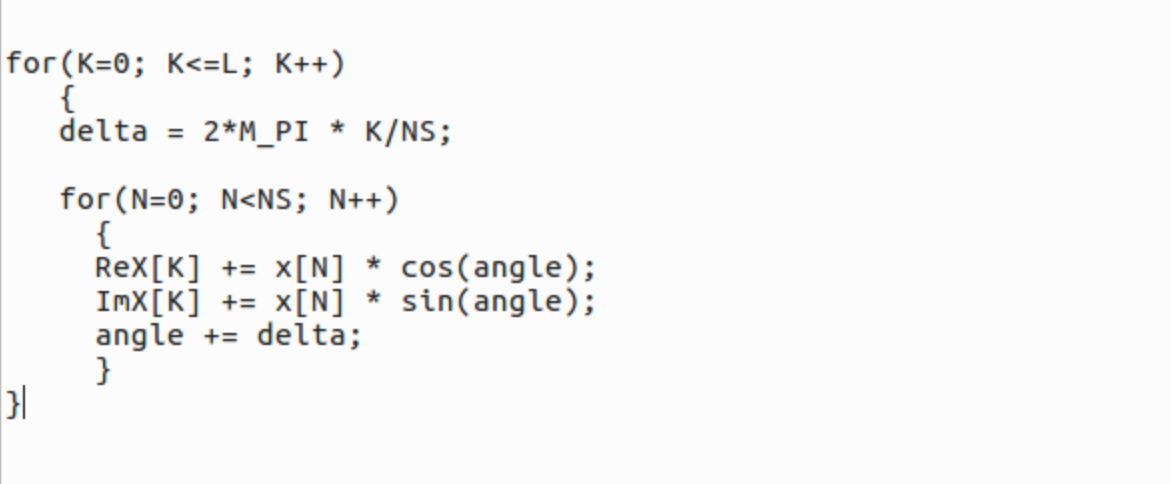 for(K=0; K<=L; K++)
{
delta = 2*M_PI * K/NS;
for(N=0; N<NS; N++)
{
ReX[K] += x[N] * cos(angle);
ImX[K] += x[N] * sin(angle);
angle += delta;
}
}